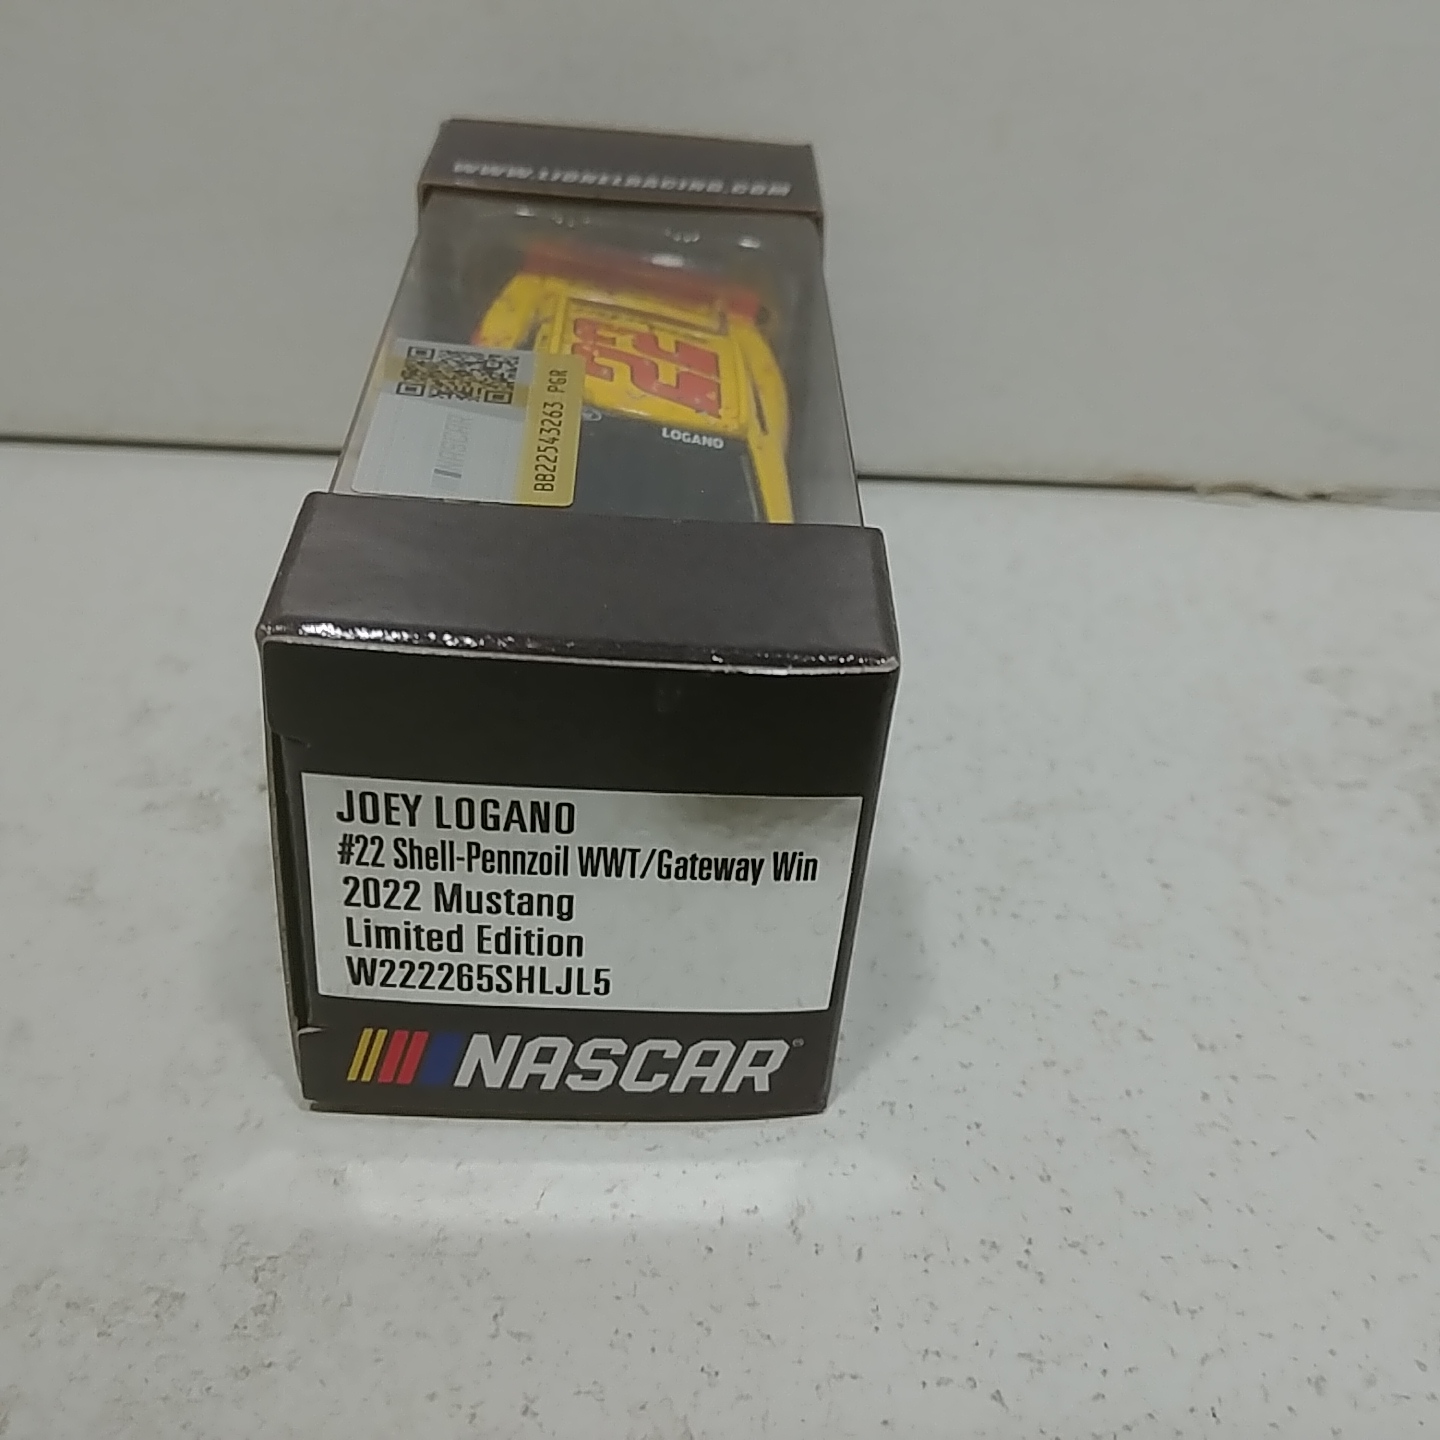 WWW.LIONELRACING.COM
22
LOGANO
NASCAR
BB22543263 PGR
JOEY LOGANO
#22 Shell-Pennzoil WWT/Gateway Win
2022 Mustang
Limited Edition
W222265SHLJL5
NASCAR®